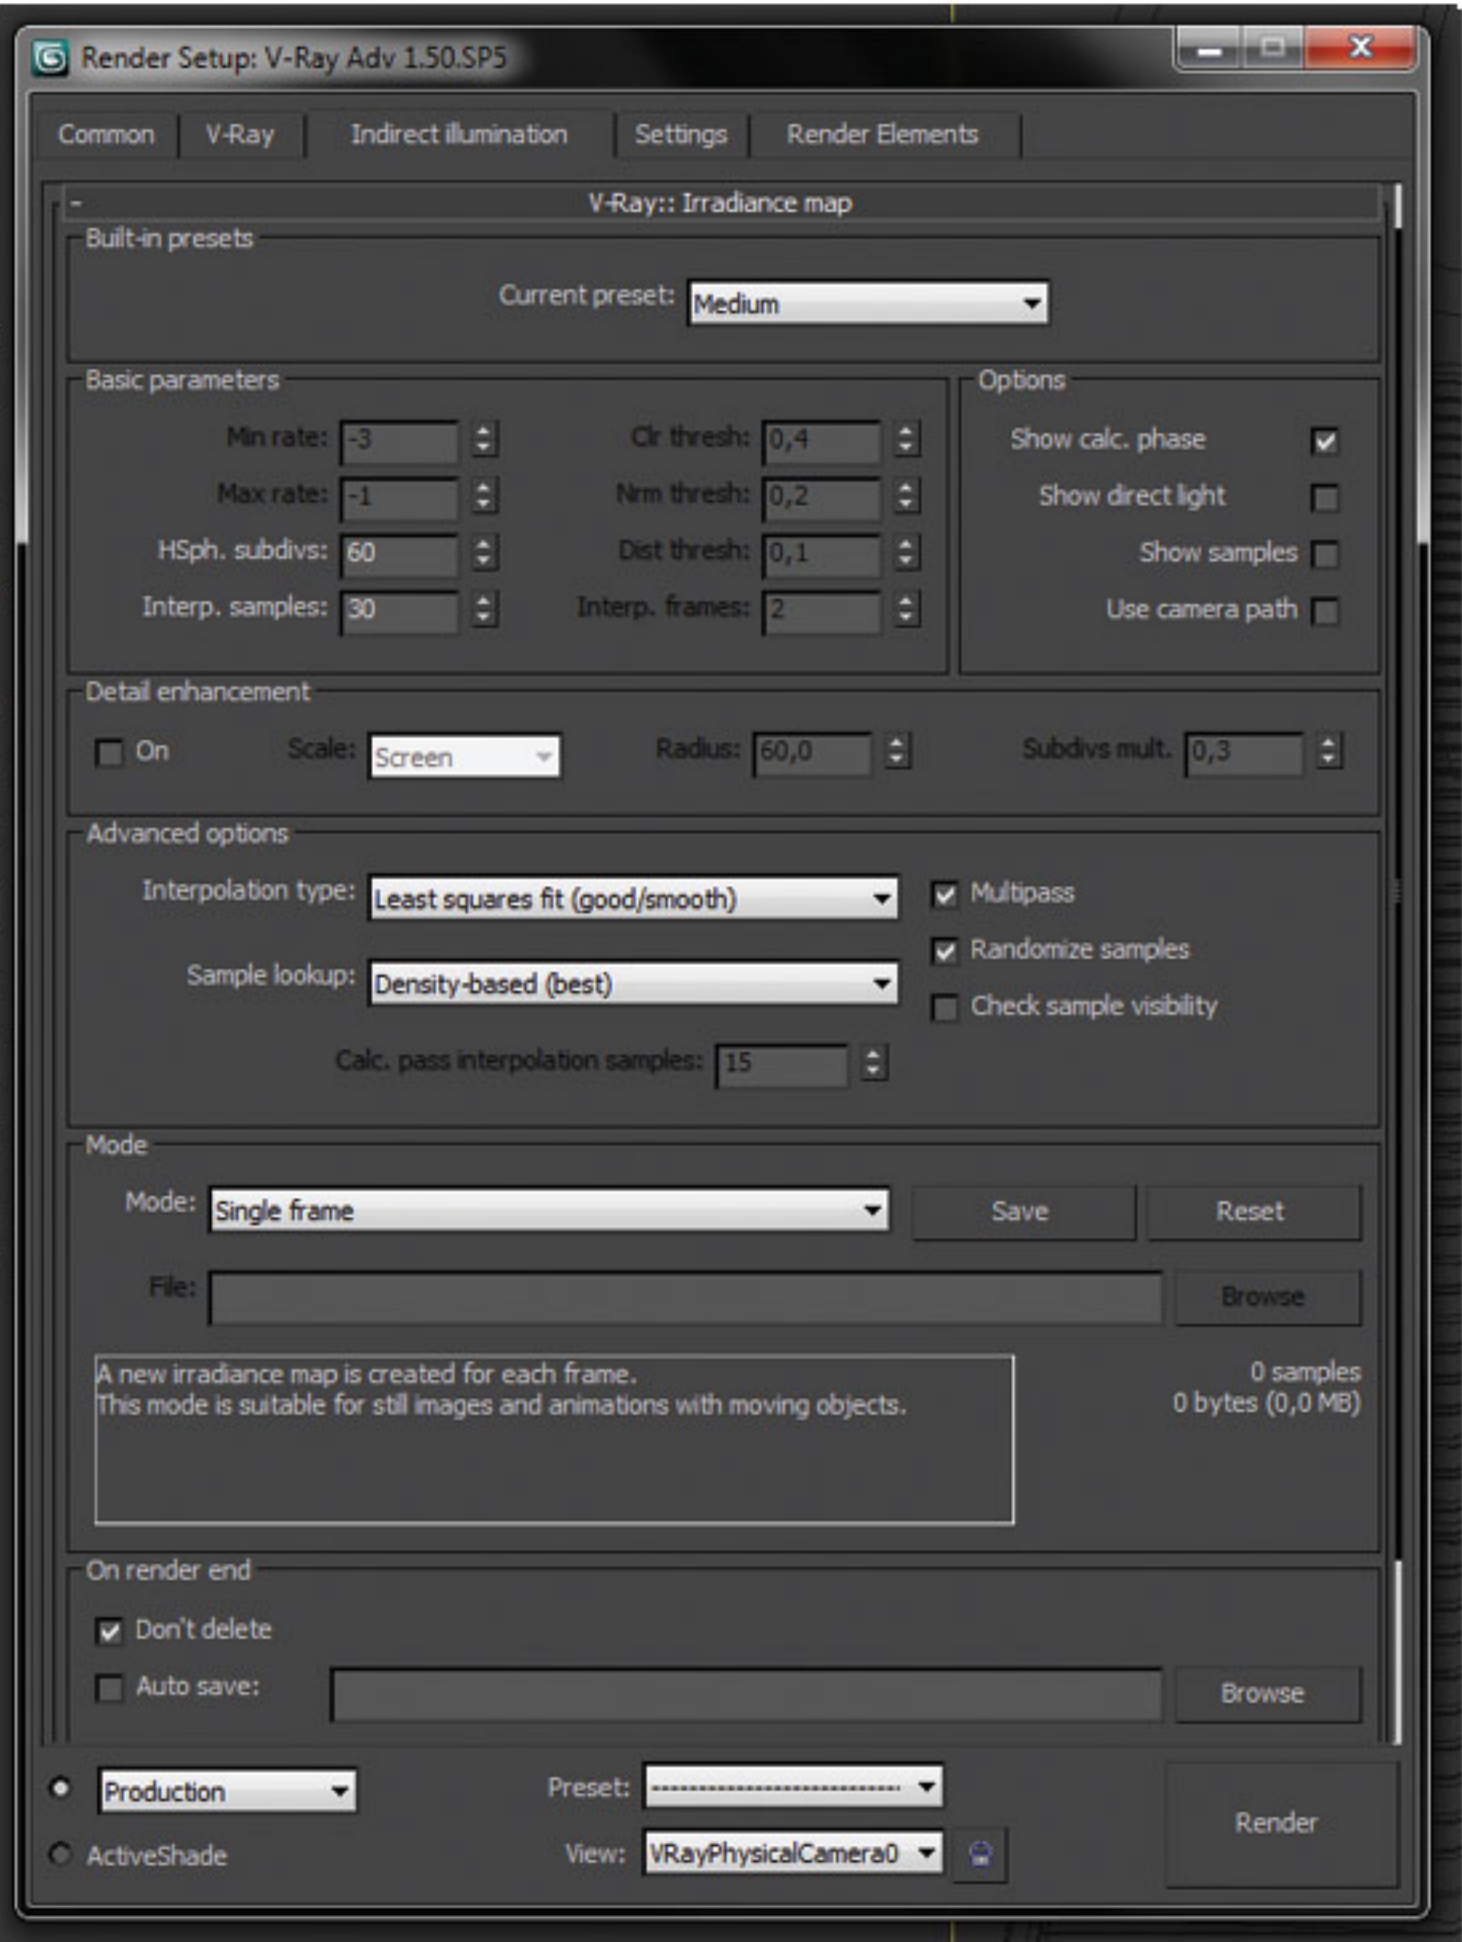 Render Setup: V-Ray Adv 1.50.SP5
Common V-Ray Indirect illumination Settings Render Elements
- V-Ray:: Irradiance map
Built-in presets
Current preset: Medium
Basic parameters
Min rate: -3 Clr thresh: 0,4
Max rate: -1 Nrm thresh: 0,2
HSph. subdivs: 60 Dist thresh: 0,1
Interp. samples: 30 Interp. frames: 2
Options
Show calc. phase
Show direct light
Show samples
Use camera path
Detail enhancement
On Scale: Screen Radius: 60,0 Subdivs mult. 0,3
Advanced options
Interpolation type: Least squares fit (good/smooth) Multipass
Randomize samples
Sample lookup: Density-based (best)
Check sample visibility
Calc. pass interpolation samples: 15
Mode
Mode: Single frame Save Reset
File: Browse
A new irradiance map is created for each frame.
This mode is suitable for still images and animations with moving objects.
0 samples
0 bytes (0,0 MB)
On render end
Don't delete
Auto save: Browse
Production Preset: -------------------------
ActiveShade View: VRayPhysicalCamera0
Render